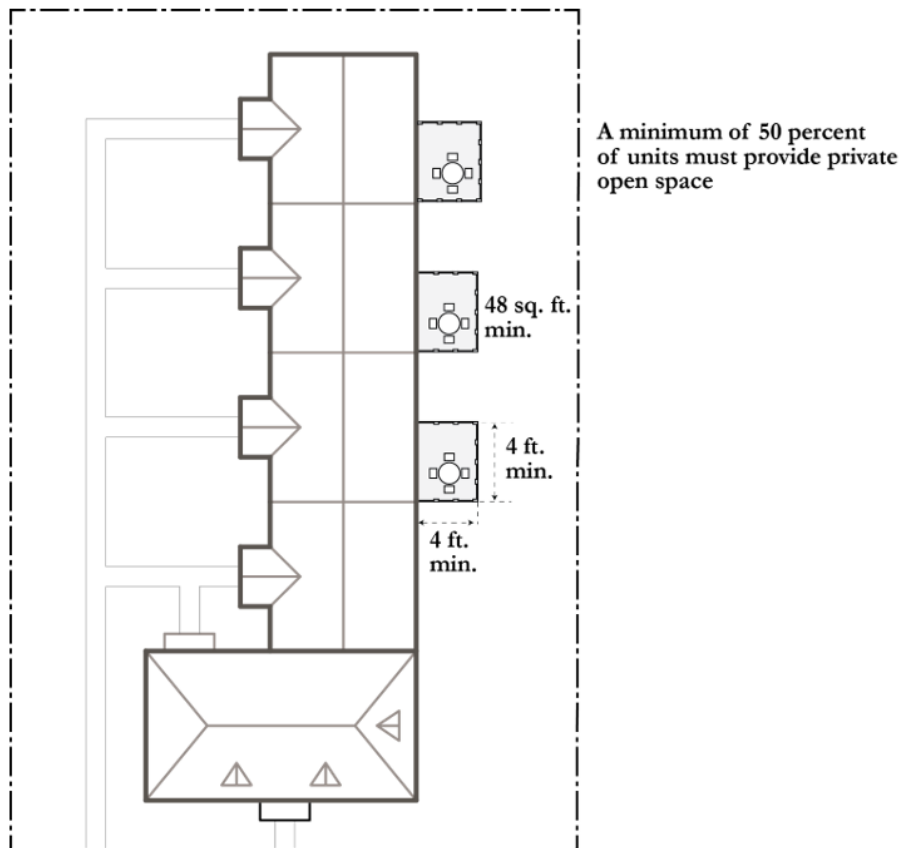 A minimum of 50 percent
of units must provide private
open space
48 sq. ft.
min.
4 ft.
min.
4 ft.
min.